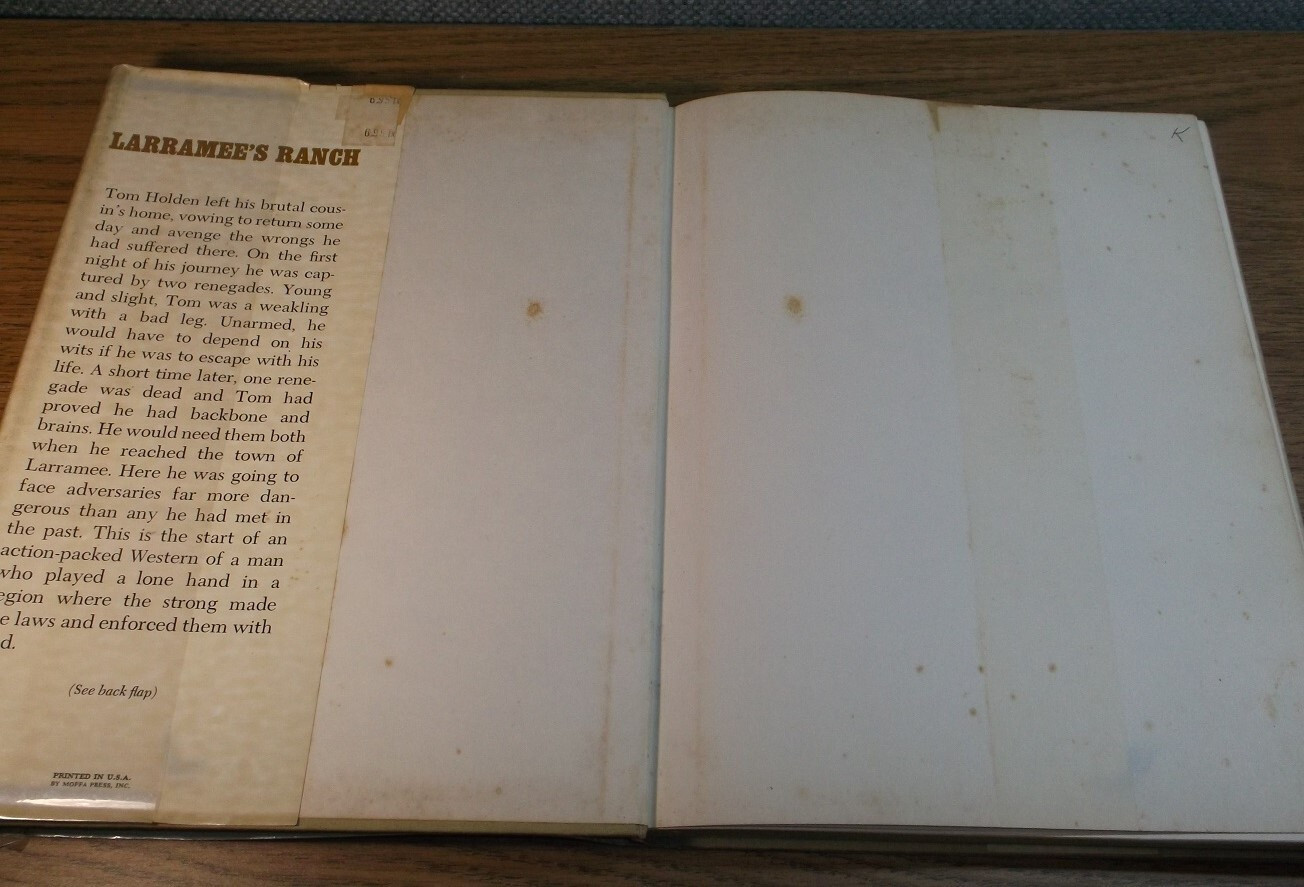 LARRAMEE'S RANCH
Tom Holden left his brutal cous-
in's home, vowing to return some
day and avenge the wrongs he
had suffered there. On the first
night of his journey he was cap-
tured by two renegades. Young
and slight, Tom was a weakling
with a bad leg. Unarmed, he
would have to depend on his
wits if he was to escape with his
life. A short time later, one rene-
gade was dead and Tom had
proved he had backbone and
brains. He would need them both
when he reached the town of
Larramee. Here he was going to
face adversaries far more dan-
gerous than any he had met in
the past. This is the start of an
action-packed Western of a man
who played a lone hand in a
egion where the strong made
e laws and enforced them with
d.
(See back flap)
PRINTED IN U.S.A.
BY MOFFA PRESS, INC.
K